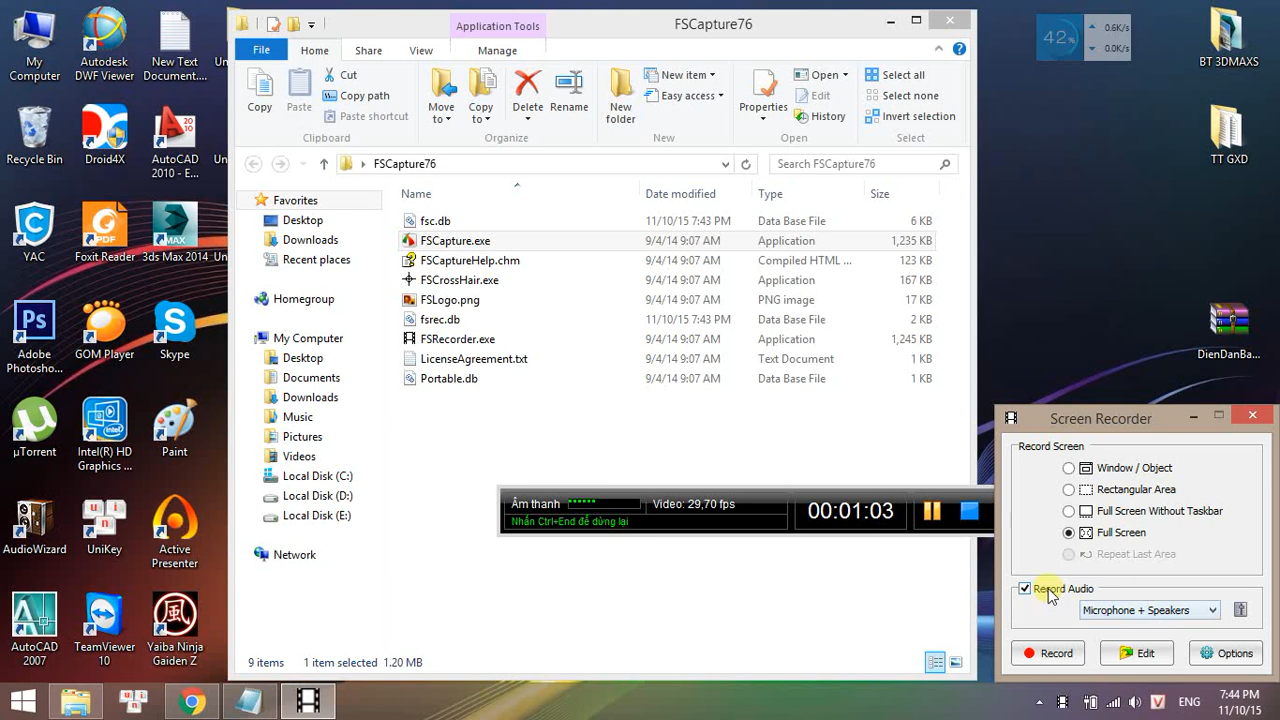 My Computer
Autodesk DWF Viewer
New Text Document....
Recycle Bin
Droid4X
AutoCAD 2010 - E...
YAC
Foxit Reader
3ds Max 2014
Adobe Photosho...
GOM Player
Skype
µTorrent
Intel(R) HD Graphics ...
Paint
AudioWizard
UniKey
Active Presenter
AutoCAD 2007
TeamViewer 10
Yaiba Ninja Gaiden Z
Application Tools
FSCapture76
File
Home
Share
View
Manage
Copy
Paste
Cut
Copy path
Paste shortcut
Clipboard
Move to
Copy to
Delete
Rename
Organize
New folder
New item
Easy access
New
Properties
Open
Edit
History
Open
Select all
Select none
Invert selection
Select
FSCapture76
Search FSCapture76
Favorites
Desktop
Downloads
Recent places
Homegroup
My Computer
Desktop
Documents
Downloads
Music
Pictures
Videos
Local Disk (C:)
Local Disk (D:)
Local Disk (E:)
Network
Name Date modified Type Size
fsc.db 11/10/15 7:43 PM Data Base File 6 KB
FSCapture.exe 9/4/14 9:07 AM Application 1,235 KB
FSCaptureHelp.chm 9/4/14 9:07 AM Compiled HTML ... 123 KB
FSCrossHair.exe 9/4/14 9:07 AM Application 167 KB
FSLogo.png 9/4/14 9:07 AM PNG image 17 KB
fsrec.db 11/10/15 7:43 PM Data Base File 2 KB
FSRecorder.exe 9/4/14 9:07 AM Application 1,245 KB
LicenseAgreement.txt 9/4/14 9:07 AM Text Document 1 KB
Portable.db 9/4/14 9:07 AM Data Base File 1 KB
9 items 1 item selected 1.20 MB
Âm thanh Video: 29,70 fps 00:01:03
Nhấn Ctrl+End để dừng lại
42%
0.6K/s
0.0K/s
BT 3DMAXS
TT GXD
DienDanBa...
Screen Recorder
Record Screen
Window / Object
Rectangular Area
Full Screen Without Taskbar
Full Screen
Repeat Last Area
Record Audio
Microphone + Speakers
Record
Edit
Options
V
ENG
7:44 PM
11/10/15